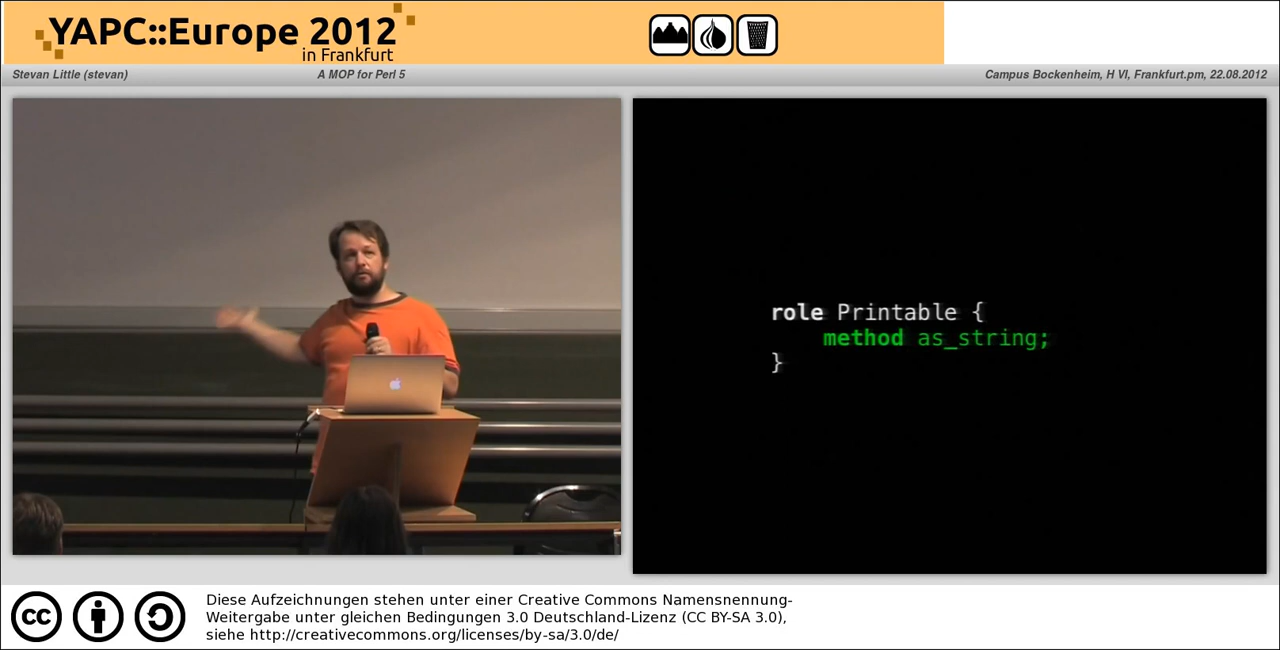 YAPC::Europe 2012
in Frankfurt
Stevan Little (stevan)
A MOP for Perl 5
Campus Bockenheim, H VI, Frankfurt.pm, 22.08.2012
role Printable {
    method as_string;
}
cc
Diese Aufzeichnungen stehen unter einer Creative Commons Namensnennung-
Weitergabe unter gleichen Bedingungen 3.0 Deutschland-Lizenz (CC BY-SA 3.0),
siehe http://creativecommons.org/licenses/by-sa/3.0/de/